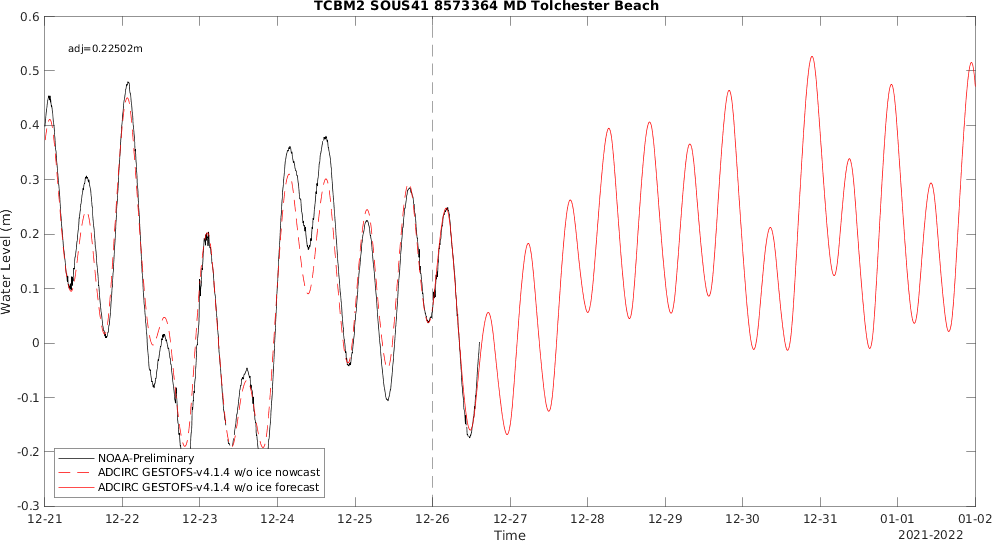 TCBM2 SOUS41 8573364 MD Tolchester Beach
adj=0.22502m
Water Level (m)
0.6
0.5
0.4
0.3
0.2
0.1
0
-0.1
-0.2
-0.3
NOAA-Preliminary
ADCIRC GESTOFS-v4.1.4 w/o ice nowcast
ADCIRC GESTOFS-v4.1.4 w/o ice forecast
12-21 12-22 12-23 12-24 12-25 12-26 12-27 12-28 12-29 12-30 12-31 01-01 01-02
Time
2021-2022